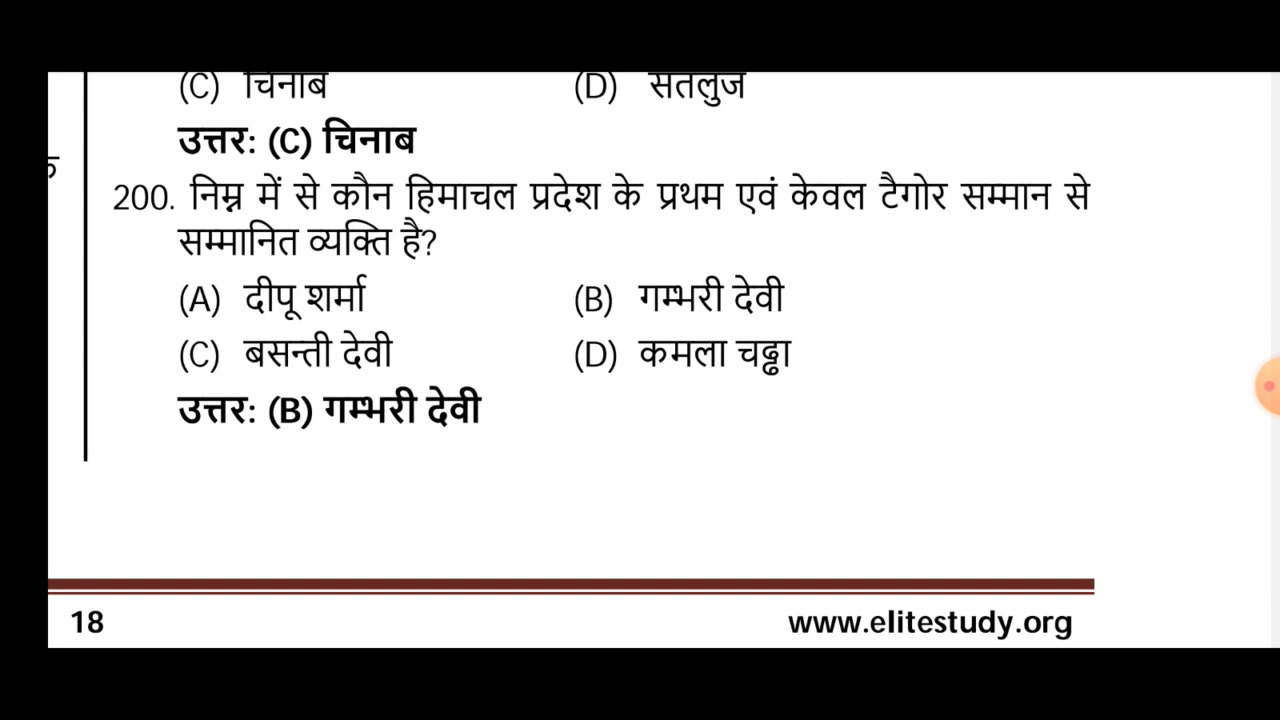 (C) चिनाब (D) सतलुज
उत्तर: (C) चिनाब
200. निम्न में से कौन हिमाचल प्रदेश के प्रथम एवं केवल टैगोर सम्मान से
सम्मानित व्यक्ति है?
(A) दीपू शर्मा (B) गम्भरी देवी
(C) बसन्ती देवी (D) कमला चढ्ढा
उत्तर: (B) गम्भरी देवी
18 www.elitestudy.org